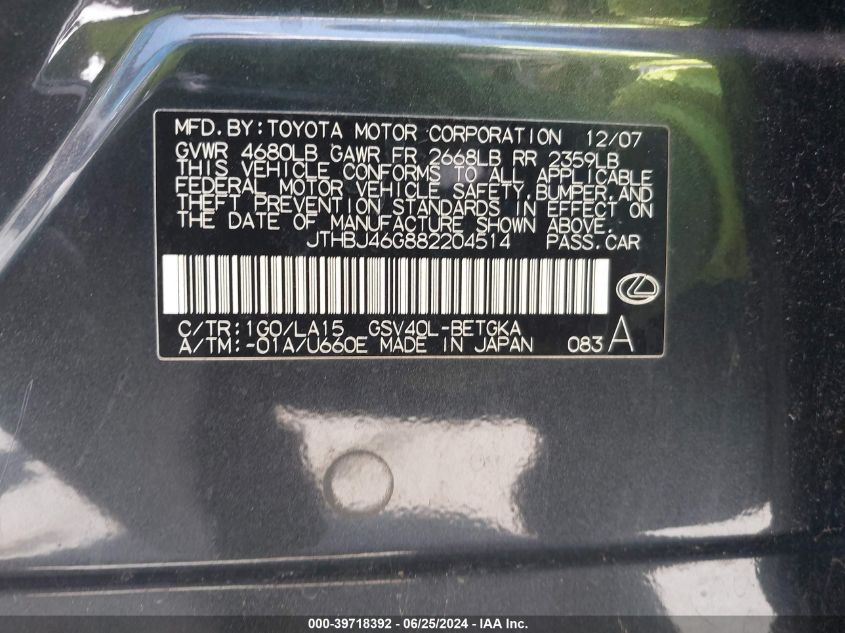 MFD.BY:TOYOTA MOTOR CORPORATION 12/07
GVWR 4680LB GAWR FR 2668LB RR 2359LB
THIS VEHICLE CONFORMS TO ALL APPLICABLE
FEDERAL MOTOR VEHICLE SAFETY,BUMPER,AND
THEFT PREVENTION STANDARDS IN EFFECT ON
THE DATE OF MANUFACTURE SHOWN ABOVE.
JTHBJ46G882204514 PASS.CAR
C/TR:1G0/LA15 GSV40L-BETGKA
A/TM:-01A/U660E MADE IN JAPAN 083 A
000-39718392 - 06/25/2024 - IAA Inc.